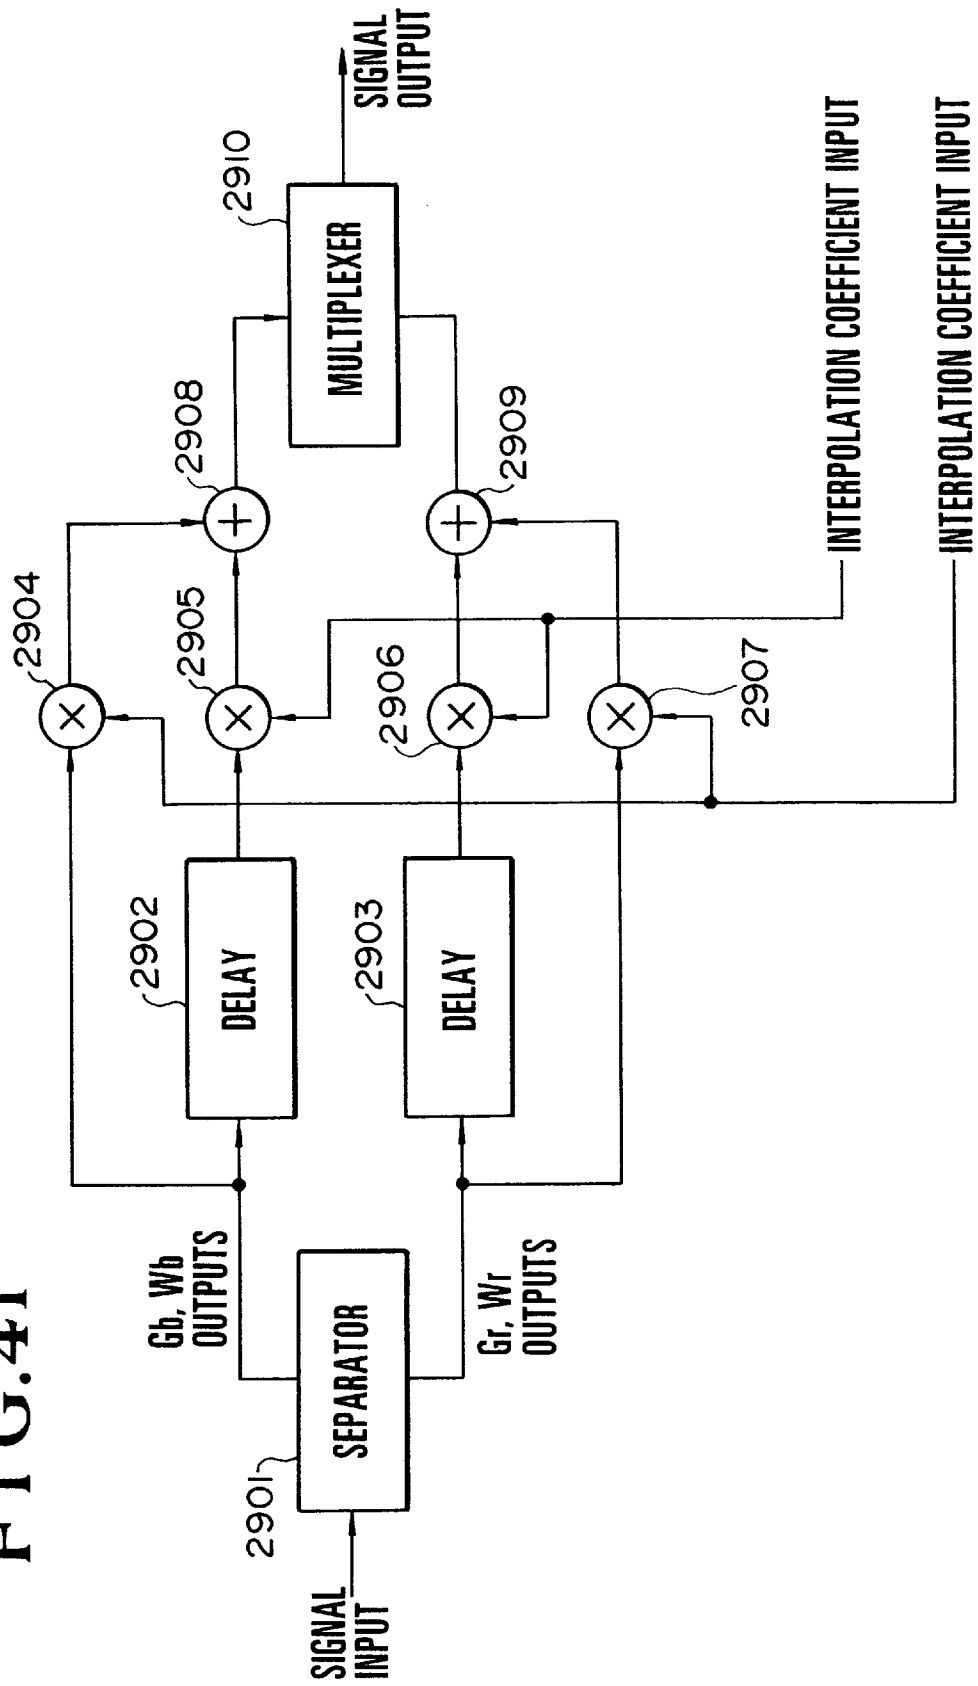 FIG.41
2904
2902
2905
2908
2910
Gb, Wb
OUTPUTS
DELAY
2901
SIGNAL
INPUT
SEPARATOR
MULTIPLEXER
SIGNAL
OUTPUT
Gr, Wr
OUTPUTS
2903
DELAY
2906
2909
2907
INTERPOLATION COEFFICIENT INPUT
INTERPOLATION COEFFICIENT INPUT